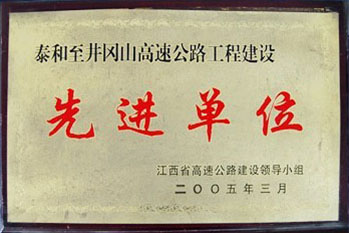 泰和至井冈山高速公路工程建设
先进单位
江西省高速公路建设领导小组
二〇〇五年三月